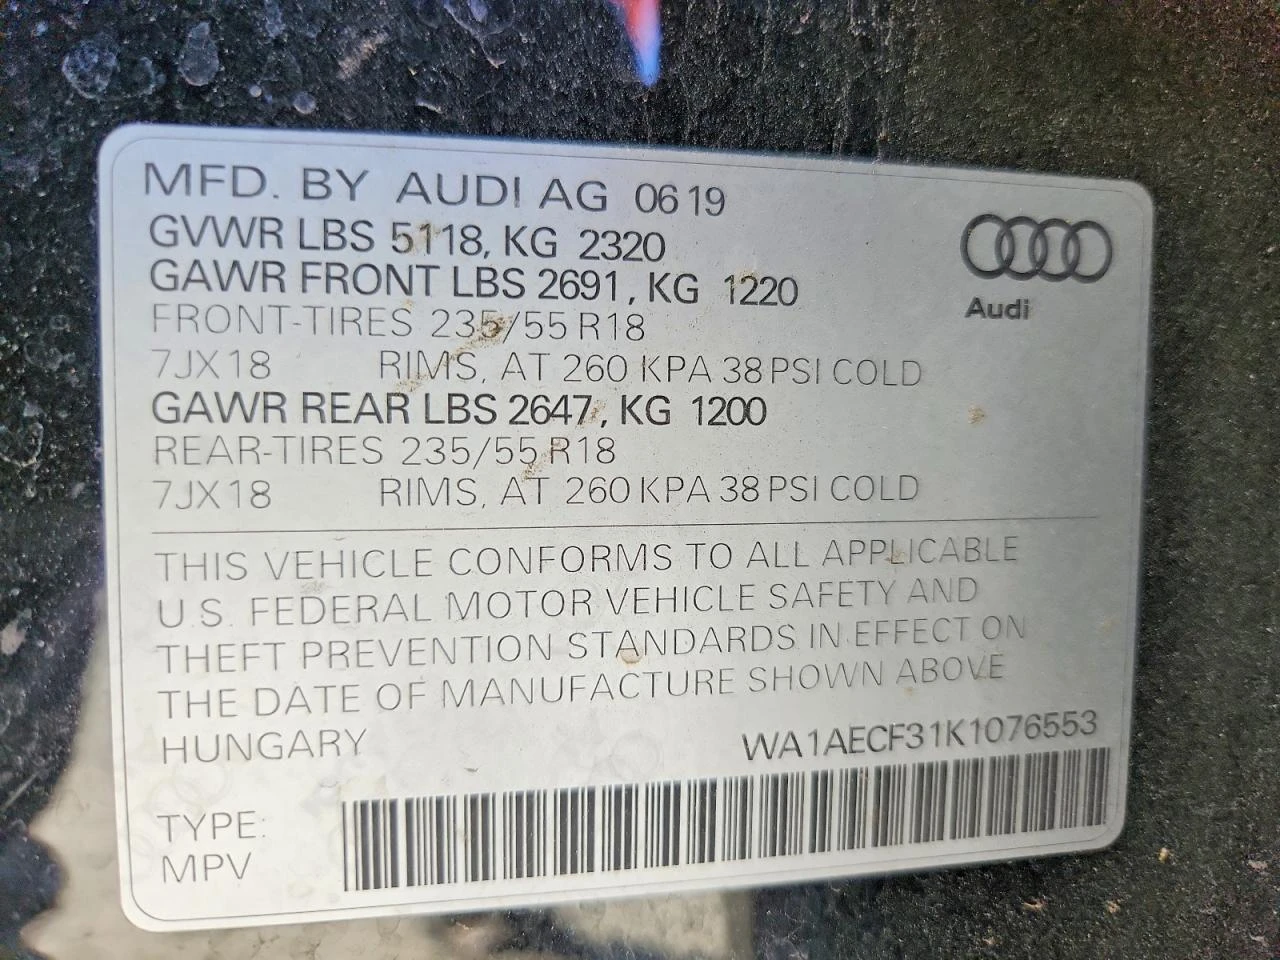 MFD. BY AUDI AG 0619
GVWR LBS 5118, KG 2320
GAWR FRONT LBS 2691, KG 1220
FRONT-TIRES 235/55 R18
7JX18 RIMS, AT 260 KPA 38 PSI COLD
GAWR REAR LBS 2647, KG 1200
REAR-TIRES 235/55 R18
7JX18 RIMS, AT 260 KPA 38 PSI COLD
Audi
THIS VEHICLE CONFORMS TO ALL APPLICABLE
U.S. FEDERAL MOTOR VEHICLE SAFETY AND
THEFT PREVENTION STANDARDS IN EFFECT ON
THE DATE OF MANUFACTURE SHOWN ABOVE
HUNGARY WA1AECF31K1076553
TYPE:
MPV